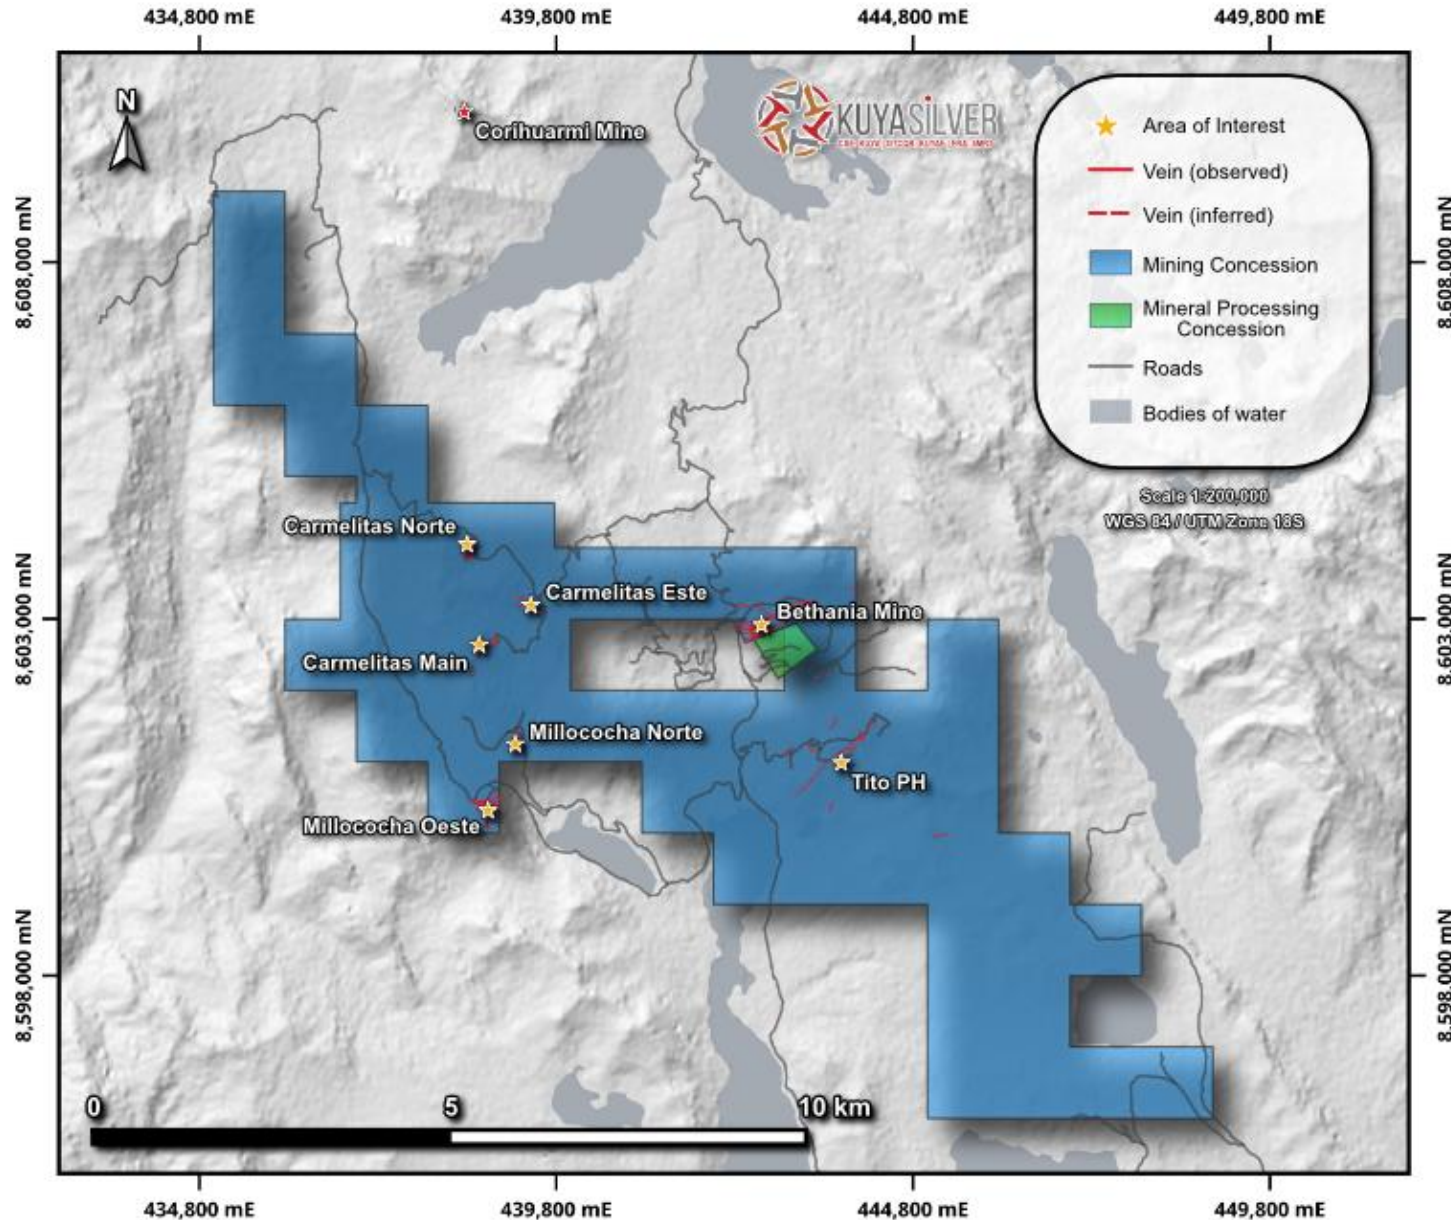 434,800 mE
439,800 mE
444,800 mE
449,800 mE
N
Corihuarmi Mine
KUYASILVER
Area of Interest
Vein (observed)
Vein (inferred)
Mining Concession
Mineral Processing
Concession
Roads
Bodies of water
8,608,000 mN
8,608,000 mN
Scale 1:200,000
WGS 84 / UTM Zone 18S
Carmelitas Norte
Carmelitas Este
Bethania Mine
8,603,000 mN
8,603,000 mN
Carmelitas Main
Millococha Norte
Tito PH
Millococha Oeste
8,598,000 mN
8,598,000 mN
0
5
10 km
434,800 mE
439,800 mE
444,800 mE
449,800 mE